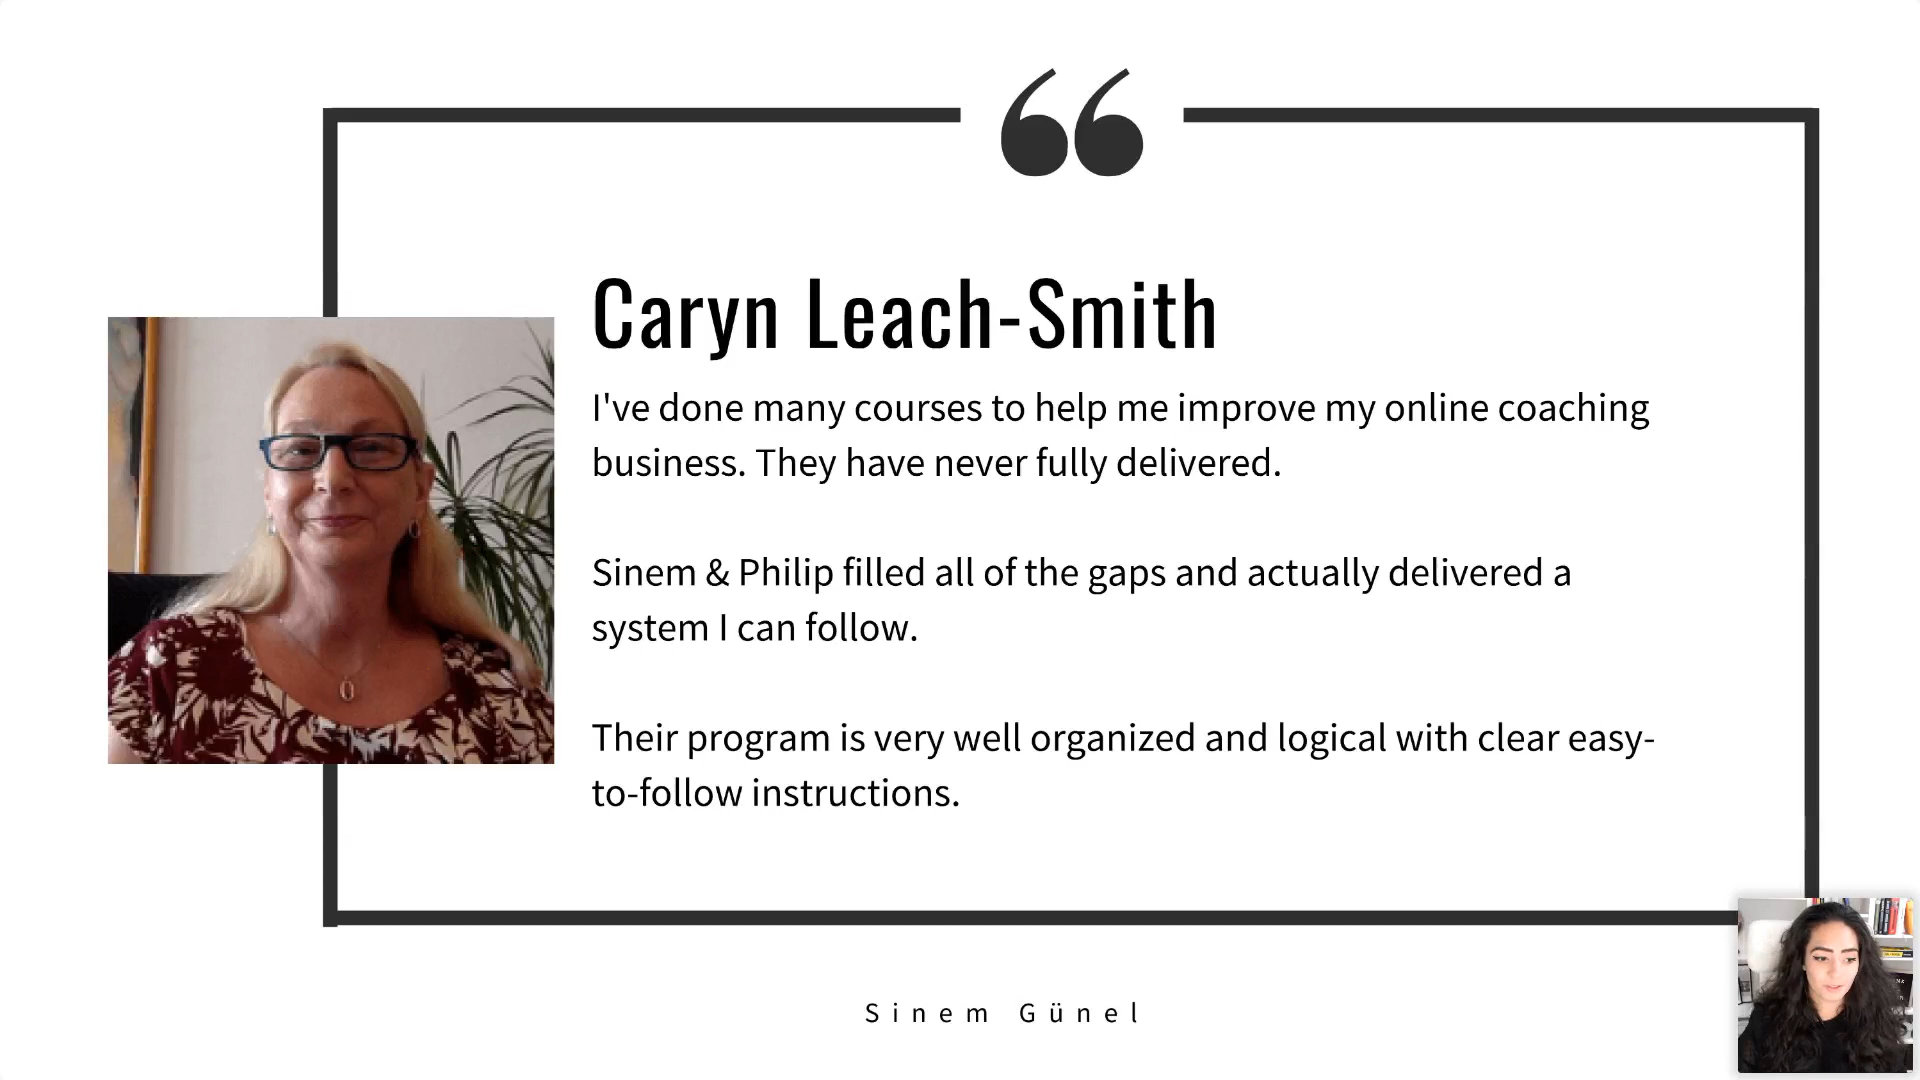 Caryn Leach-Smith
I've done many courses to help me improve my online coaching
business. They have never fully delivered.
Sinem & Philip filled all of the gaps and actually delivered a
system I can follow.
Their program is very well organized and logical with clear easy-
to-follow instructions.
Sinem Günel